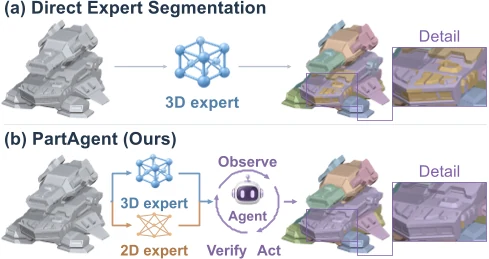 (a) Direct Expert Segmentation
Detail
3D expert
(b) PartAgent (Ours)
Observe
Detail
3D expert
Agent
2D expert
Verify Act